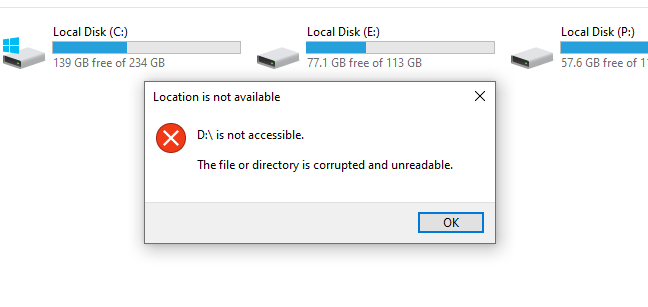 Local Disk (C:)
139 GB free of 234 GB
Local Disk (E:)
77.1 GB free of 113 GB
Local Disk (P:)
57.6 GB free of
Location is not available
D:\ is not accessible.
The file or directory is corrupted and unreadable.
OK